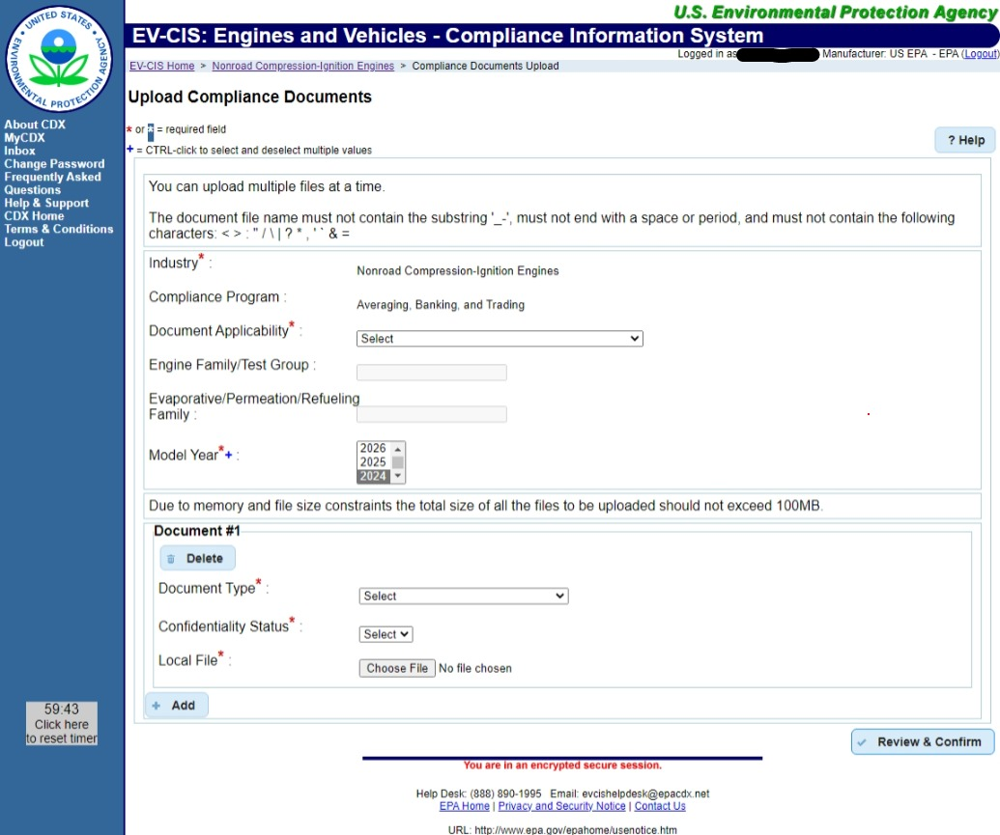 U.S. Environmental Protection Agency
UNITED STATES
ENVIRONMENTAL PROTECTION AGENCY
EV-CIS: Engines and Vehicles - Compliance Information System
Logged in as Manufacturer: US EPA - EPA (Logout)
EV-CIS Home > Nonroad Compression-Ignition Engines > Compliance Documents Upload
About CDX
MyCDX
Inbox
Change Password
Frequently Asked
Questions
Help & Support
CDX Home
Terms & Conditions
Logout
59:43
Click here
to reset timer
Upload Compliance Documents
* or * = required field
+ = CTRL-click to select and deselect multiple values
? Help
You can upload multiple files at a time.
The document file name must not contain the substring '_-', must not end with a space or period, and must not contain the following
characters: < > : " / \ | ? * , ' ` & =
Industry* :
Nonroad Compression-Ignition Engines
Compliance Program :
Averaging, Banking, and Trading
Document Applicability* :
Select
Engine Family/Test Group :
Evaporative/Permeation/Refueling
Family :
Model Year*+ :
2026
2025
2024
Due to memory and file size constraints the total size of all the files to be uploaded should not exceed 100MB.
Document #1
Delete
Document Type* :
Select
Confidentiality Status* :
Select
Local File* :
Choose File No file chosen
+ Add
Review & Confirm
You are in an encrypted secure session.
Help Desk: (888) 890-1995 Email: evcishelpdesk@epacdx.net
EPA Home | Privacy and Security Notice | Contact Us
URL: http://www.epa.gov/epahome/usenotice.htm